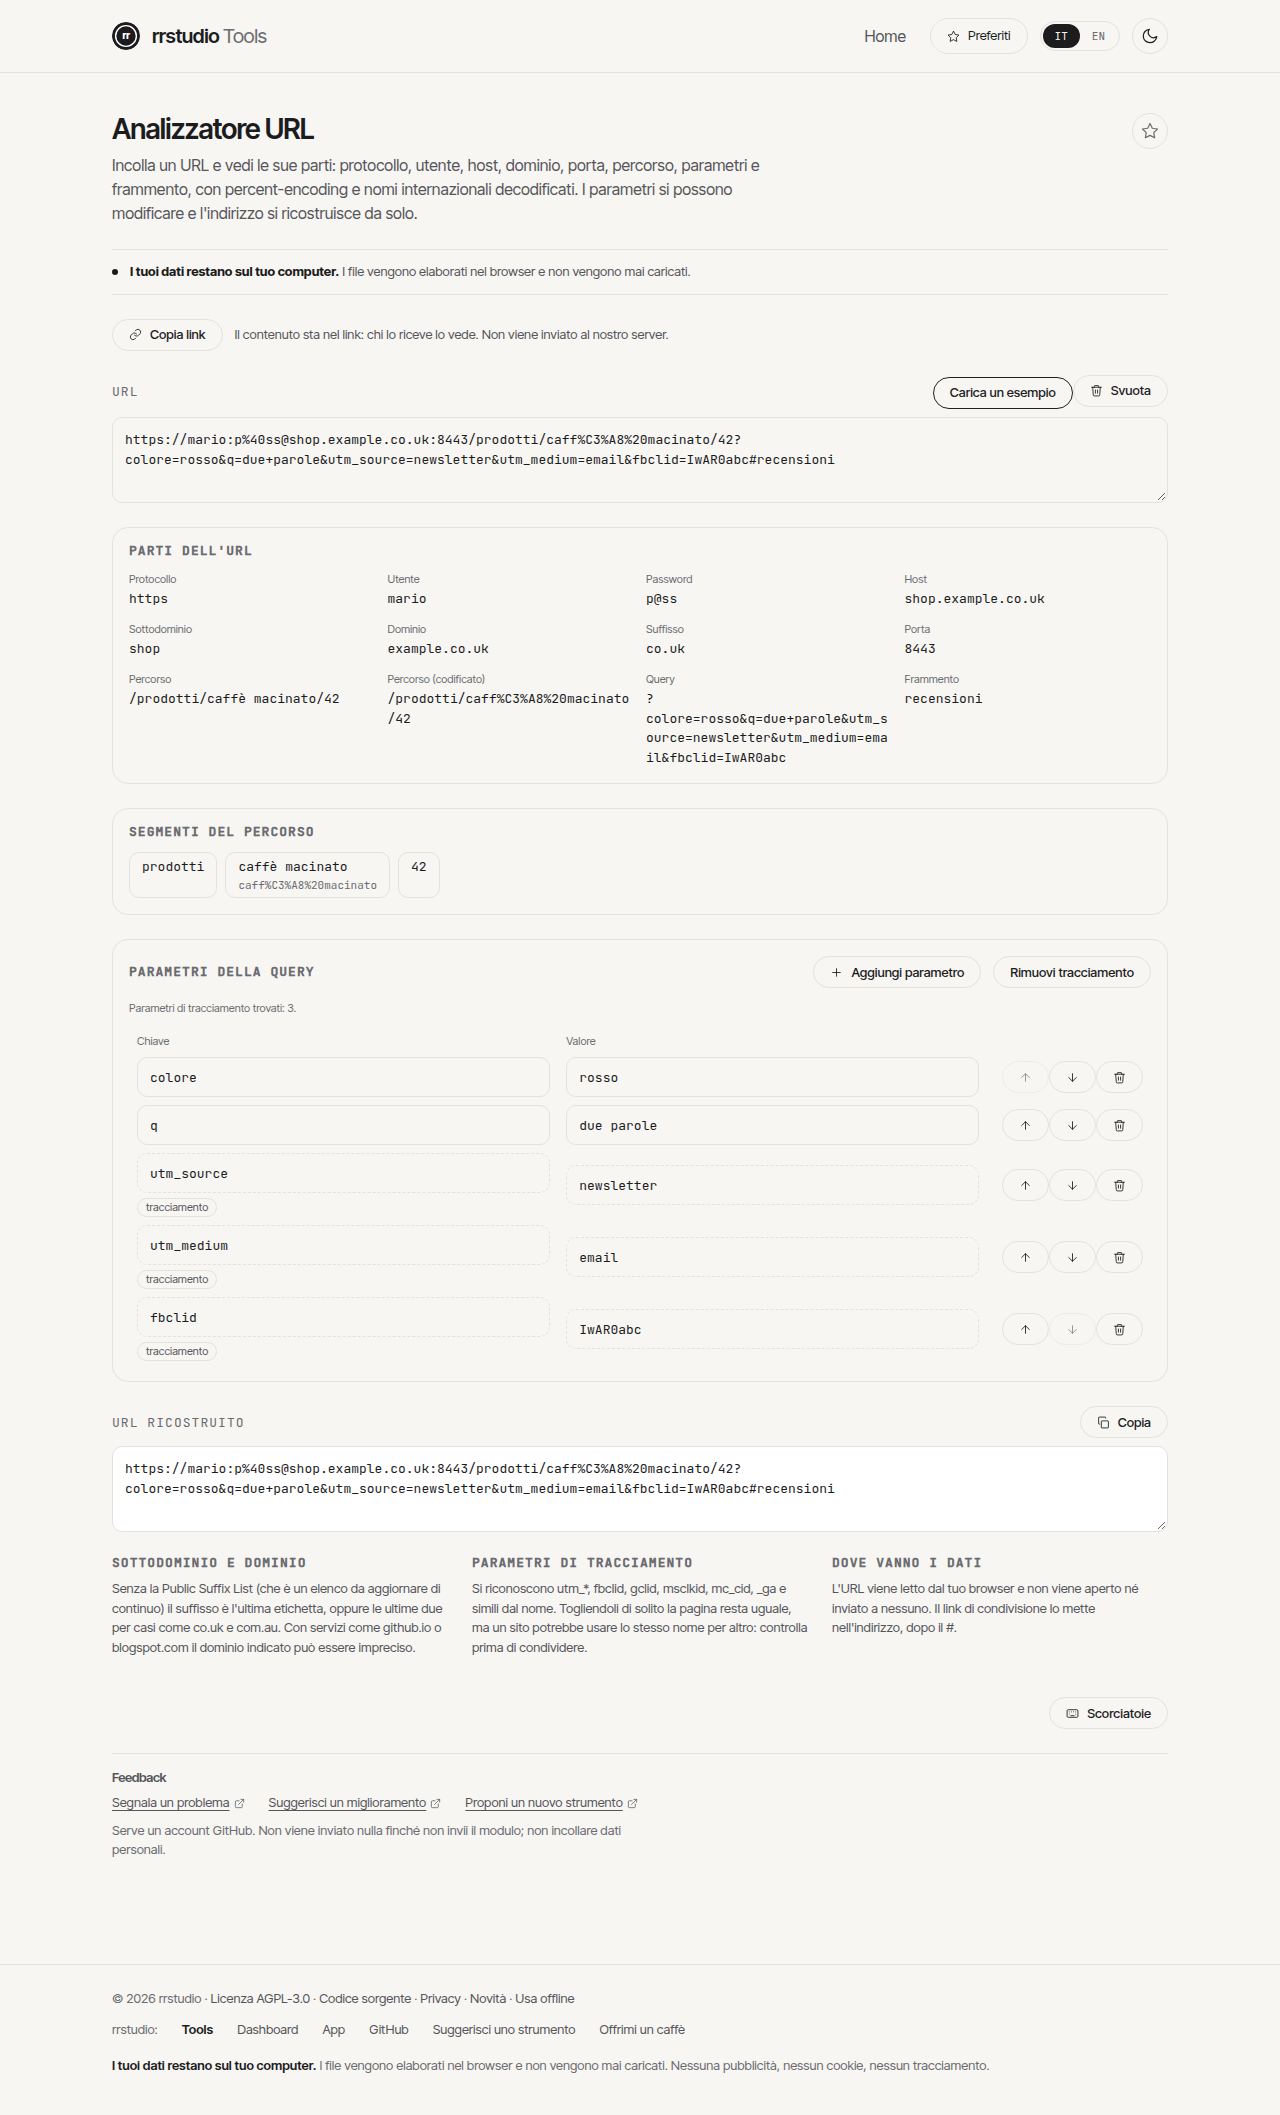 rr rrstudio Tools
Home Preferiti IT EN
Analizzatore URL
Incolla un URL e vedi le sue parti: protocollo, utente, host, dominio, porta, percorso, parametri e
frammento, con percent-encoding e nomi internazionali decodificati. I parametri si possono
modificare e l'indirizzo si ricostruisce da solo.
I tuoi dati restano sul tuo computer. I file vengono elaborati nel browser e non vengono mai caricati.
Copia link Il contenuto sta nel link: chi lo riceve lo vede. Non viene inviato al nostro server.
URL Carica un esempio Svuota
https://mario:p%40ss@shop.example.co.uk:8443/prodotti/caff%C3%A8%20macinato/42?
colore=rosso&q=due+parole&utm_source=newsletter&utm_medium=email&fbclid=IwAR0abc#recensioni
PARTI DELL'URL
Protocollo Utente Password Host
https mario p@ss shop.example.co.uk
Sottodominio Dominio Suffisso Porta
shop example.co.uk co.uk 8443
Percorso Percorso (codificato) Query Frammento
/prodotti/caffè macinato/42 /prodotti/caff%C3%A8%20macinato ? recensioni
/42 colore=rosso&q=due+parole&utm_s
ource=newsletter&utm_medium=ema
il&fbclid=IwAR0abc
SEGMENTI DEL PERCORSO
prodotti caffè macinato 42
caff%C3%A8%20macinato
PARAMETRI DELLA QUERY Aggiungi parametro Rimuovi tracciamento
Parametri di tracciamento trovati: 3.
Chiave Valore
colore rosso
q due parole
utm_source newsletter
tracciamento
utm_medium email
tracciamento
fbclid IwAR0abc
tracciamento
URL RICOSTRUITO Copia
https://mario:p%40ss@shop.example.co.uk:8443/prodotti/caff%C3%A8%20macinato/42?
colore=rosso&q=due+parole&utm_source=newsletter&utm_medium=email&fbclid=IwAR0abc#recensioni
SOTTODOMINIO E DOMINIO
Senza la Public Suffix List (che è un elenco da aggiornare di
continuo) il suffisso è l'ultima etichetta, oppure le ultime due
per casi come co.uk e com.au. Con servizi come github.io o
blogspot.com il dominio indicato può essere impreciso.
PARAMETRI DI TRACCIAMENTO
Si riconoscono utm_*, fbclid, gclid, msclkid, mc_cid, _ga e
simili dal nome. Togliendoli di solito la pagina resta uguale,
ma un sito potrebbe usare lo stesso nome per altro: controlla
prima di condividere.
DOVE VANNO I DATI
L'URL viene letto dal tuo browser e non viene aperto né
inviato a nessuno. Il link di condivisione lo mette
nell'indirizzo, dopo il #.
Scorciatoie
Feedback
Segnala un problema Suggerisci un miglioramento Proponi un nuovo strumento
Serve un account GitHub. Non viene inviato nulla finché non invii il modulo; non incollare dati
personali.
© 2026 rrstudio · Licenza AGPL-3.0 · Codice sorgente · Privacy · Novità · Usa offline
rrstudio: Tools Dashboard App GitHub Suggerisci uno strumento Offrimi un caffè
I tuoi dati restano sul tuo computer. I file vengono elaborati nel browser e non vengono mai caricati. Nessuna pubblicità, nessun cookie, nessun tracciamento.